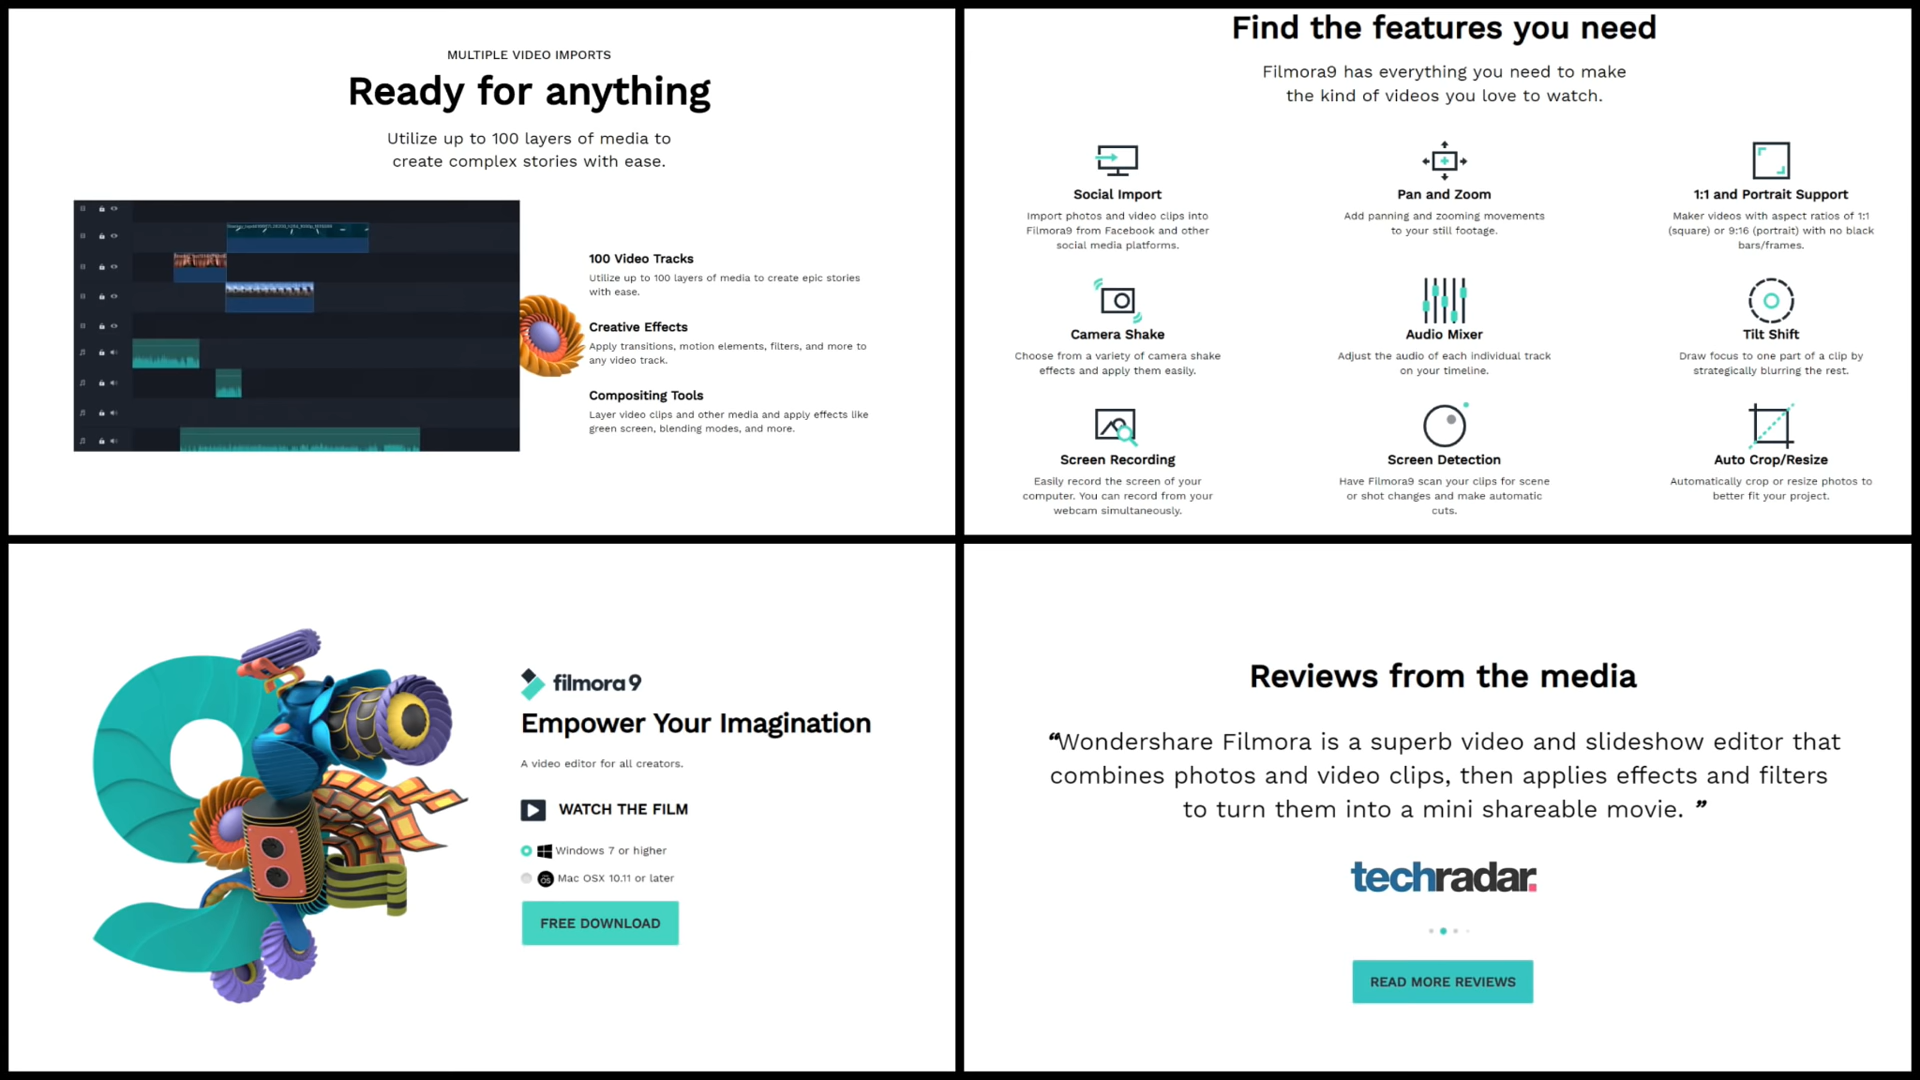 MULTIPLE VIDEO IMPORTS
Ready for anything
Utilize up to 100 layers of media to
create complex stories with ease.
100 Video Tracks
Utilize up to 100 layers of media to create epic stories
with ease.
Creative Effects
Apply transitions, motion elements, filters, and more to
any video track.
Compositing Tools
Layer video clips and other media and apply effects like
green screen, blending modes, and more.
Find the features you need
Filmora9 has everything you need to make
the kind of videos you love to watch.
Social Import
Import photos and video clips into
Filmora9 from Facebook and other
social media platforms.
Pan and Zoom
Add panning and zooming movements
to your still footage.
1:1 and Portrait Support
Maker videos with aspect ratios of 1:1
(square) or 9:16 (portrait) with no black
bars/frames.
Camera Shake
Choose from a variety of camera shake
effects and apply them easily.
Audio Mixer
Adjust the audio of each individual track
on your timeline.
Tilt Shift
Draw focus to one part of a clip by
strategically blurring the rest.
Screen Recording
Easily record the screen of your
computer. You can record from your
webcam simultaneously.
Screen Detection
Have Filmora9 scan your clips for scene
or shot changes and make automatic
cuts.
Auto Crop/Resize
Automatically crop or resize photos to
better fit your project.
filmora9
Empower Your Imagination
A video editor for all creators.
WATCH THE FILM
Windows 7 or higher
Mac OSX 10.11 or later
FREE DOWNLOAD
Reviews from the media
“Wondershare Filmora is a superb video and slideshow editor that
combines photos and video clips, then applies effects and filters
to turn them into a mini shareable movie. ”
techradar.
READ MORE REVIEWS